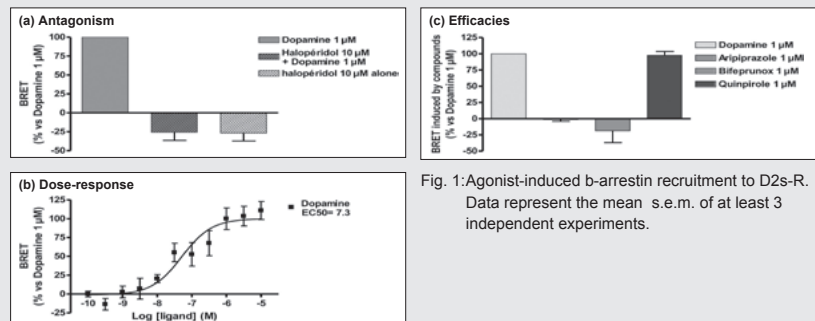 (a) Antagonism
100
75
50
25
0
-25
-50
BRET
(% vs Dopamine 1 µM)
Dopamine 1 µM
Halopéridol 10 µM
+ Dopamine 1 µM
halopéridol 10 µM alone
(b) Dose-response
125
100
75
50
25
0
-25
-50
BRET
(% vs Dopamine 1 µM)
Dopamine
EC50= 7.3
-10 -9 -8 -7 -6 -5
Log [ligand] (M)
(c) Efficacies
125
100
75
50
25
0
-25
-50
BRET induced by compounds
(% vs Dopamine 1 µM)
Dopamine 1 µM
Aripiprazole 1 µM
Bifeprunox 1 µM
Quinpirole 1 µM
Fig. 1:Agonist-induced b-arrestin recruitment to D2s-R.
Data represent the mean s.e.m. of at least 3
independent experiments.